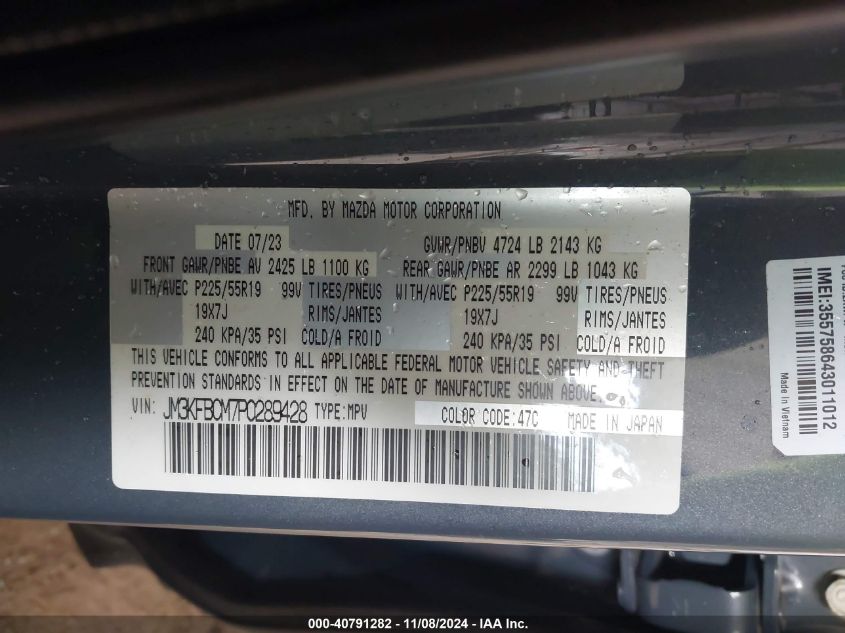 MFD. BY MAZDA MOTOR CORPORATION
DATE 07/23 GVWR/PNBV 4724 LB 2143 KG
FRONT GAWR/PNBE AV 2425 LB 1100 KG REAR GAWR/PNBE AR 2299 LB 1043 KG
WITH/AVEC P225/55R19 99V TIRES/PNEUS WITH/AVEC P225/55R19 99V TIRES/PNEUS
19X7J RIMS/JANTES 19X7J RIMS/JANTES
240 KPA/35 PSI COLD/A FROID 240 KPA/35 PSI COLD/A FROID
THIS VEHICLE CONFORMS TO ALL APPLICABLE FEDERAL MOTOR VEHICLE SAFETY AND THEFT
PREVENTION STANDARDS IN EFFECT ON THE DATE OF MANUFACTURE SHOWN ABOVE.
VIN: JM3KFBCM7P0289428 TYPE:MPV COLOR CODE:47C MADE IN JAPAN
IMEI:355758643011012
Made in Vietnam
000-40791282 - 11/08/2024 - IAA Inc.